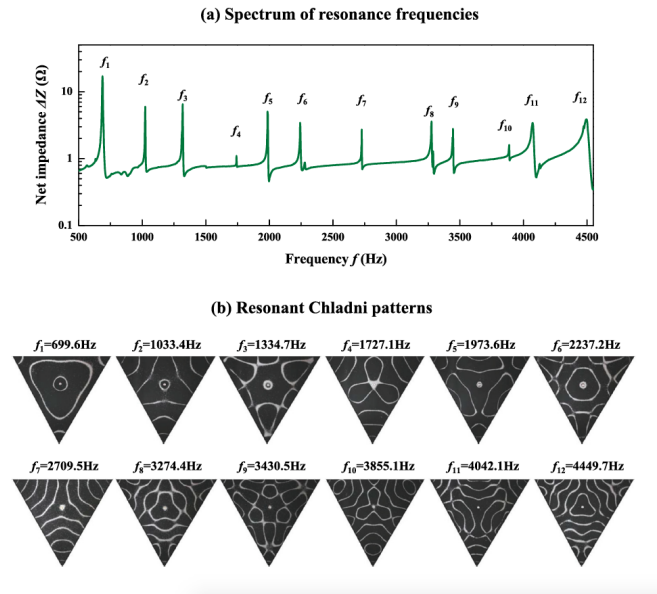 (a) Spectrum of resonance frequencies
Net impedance ΔZ (Ω)
10
1
0.1
f1
f2
f3
f4
f5
f6
f7
f8
f9
f10
f11
f12
500 1000 1500 2000 2500 3000 3500 4000 4500
Frequency f (Hz)
(b) Resonant Chladni patterns
f1=699.6Hz f2=1033.4Hz f3=1334.7Hz f4=1727.1Hz f5=1973.6Hz f6=2237.2Hz
f7=2709.5Hz f8=3274.4Hz f9=3430.5Hz f10=3855.1Hz f11=4042.1Hz f12=4449.7Hz